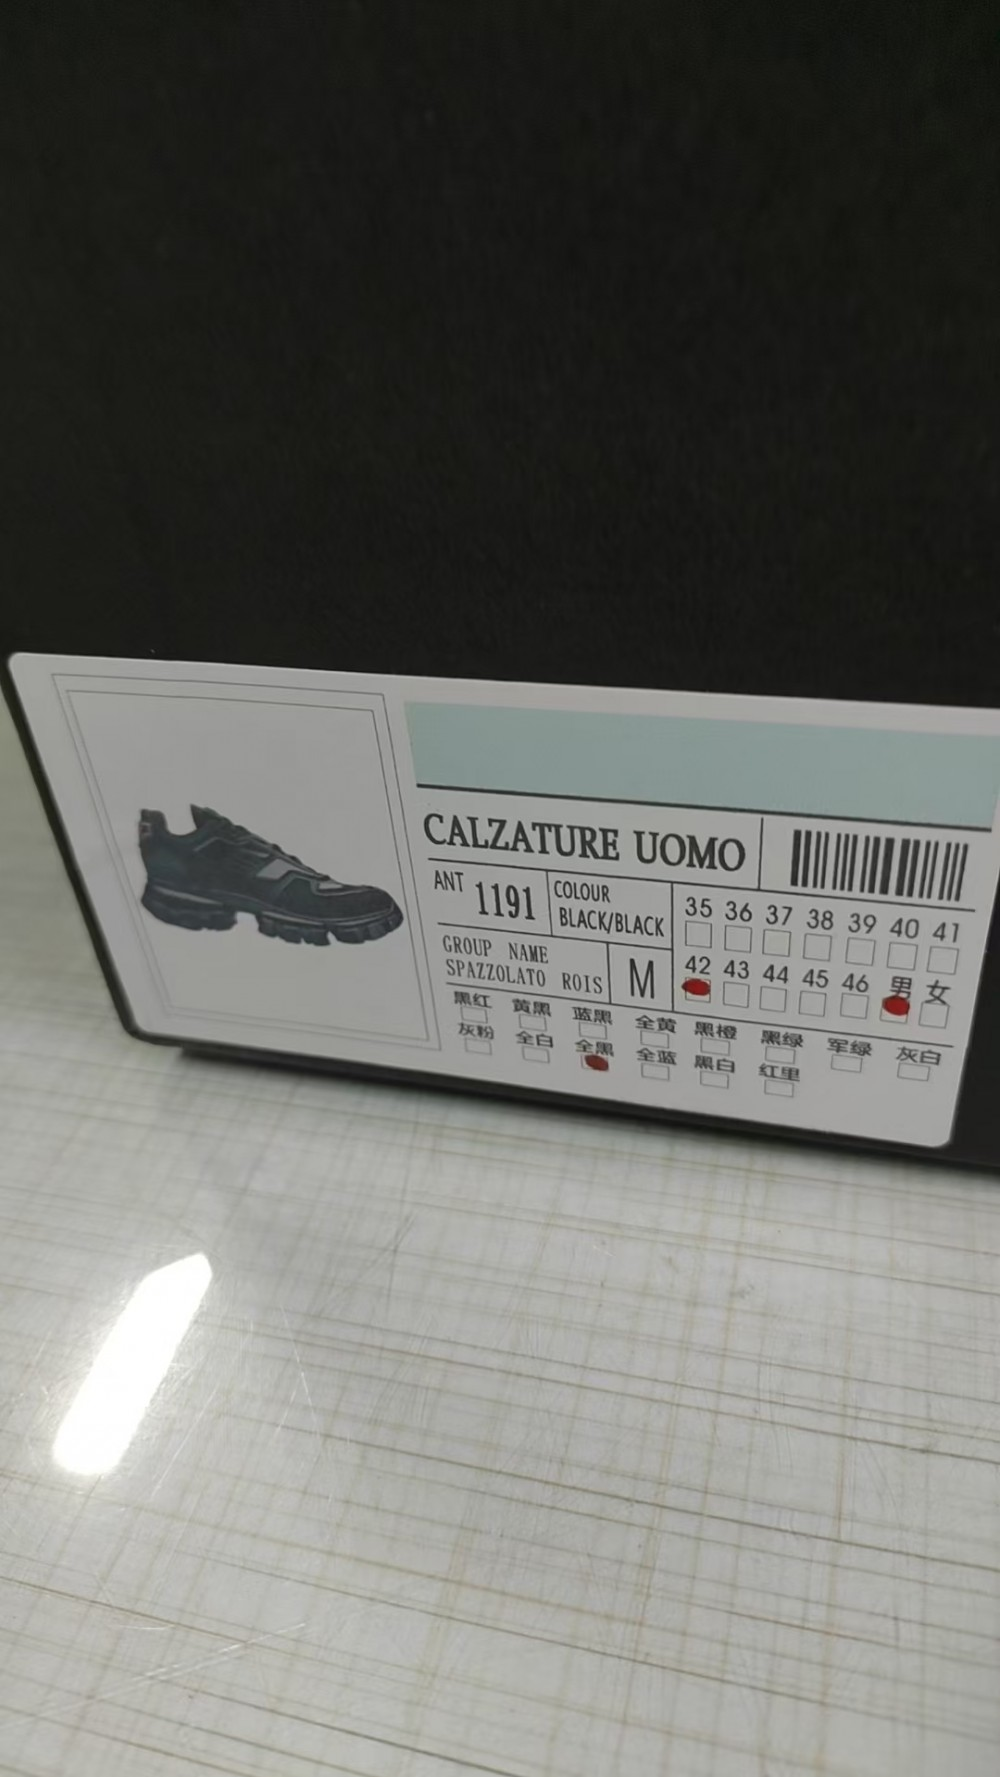 CALZATURE UOMO
ANT 1191
COLOUR
BLACK/BLACK
GROUP NAME
SPAZZOLATO ROIS
M
35 36 37 38 39 40 41
42 43 44 45 46 男 女
黑红 黄黑 蓝黑 全黄 黑橙 黑绿 军绿 灰白
灰粉 全白 全黑 全蓝 黑白 红里